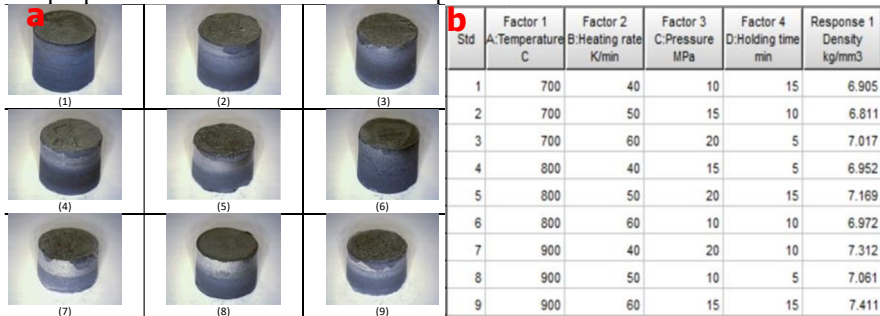 a
(1) (2) (3)
(4) (5) (6)
(7) (8) (9)
b
Std Factor 1 A:Temperature C Factor 2 B:Heating rate K/min Factor 3 C:Pressure MPa Factor 4 D:Holding time min Response 1 Density kg/mm3
1 700 40 10 15 6.905
2 700 50 15 10 6.811
3 700 60 20 5 7.017
4 800 40 15 5 6.952
5 800 50 20 15 7.169
6 800 60 10 10 6.972
7 900 40 20 10 7.312
8 900 50 10 5 7.061
9 900 60 15 15 7.411